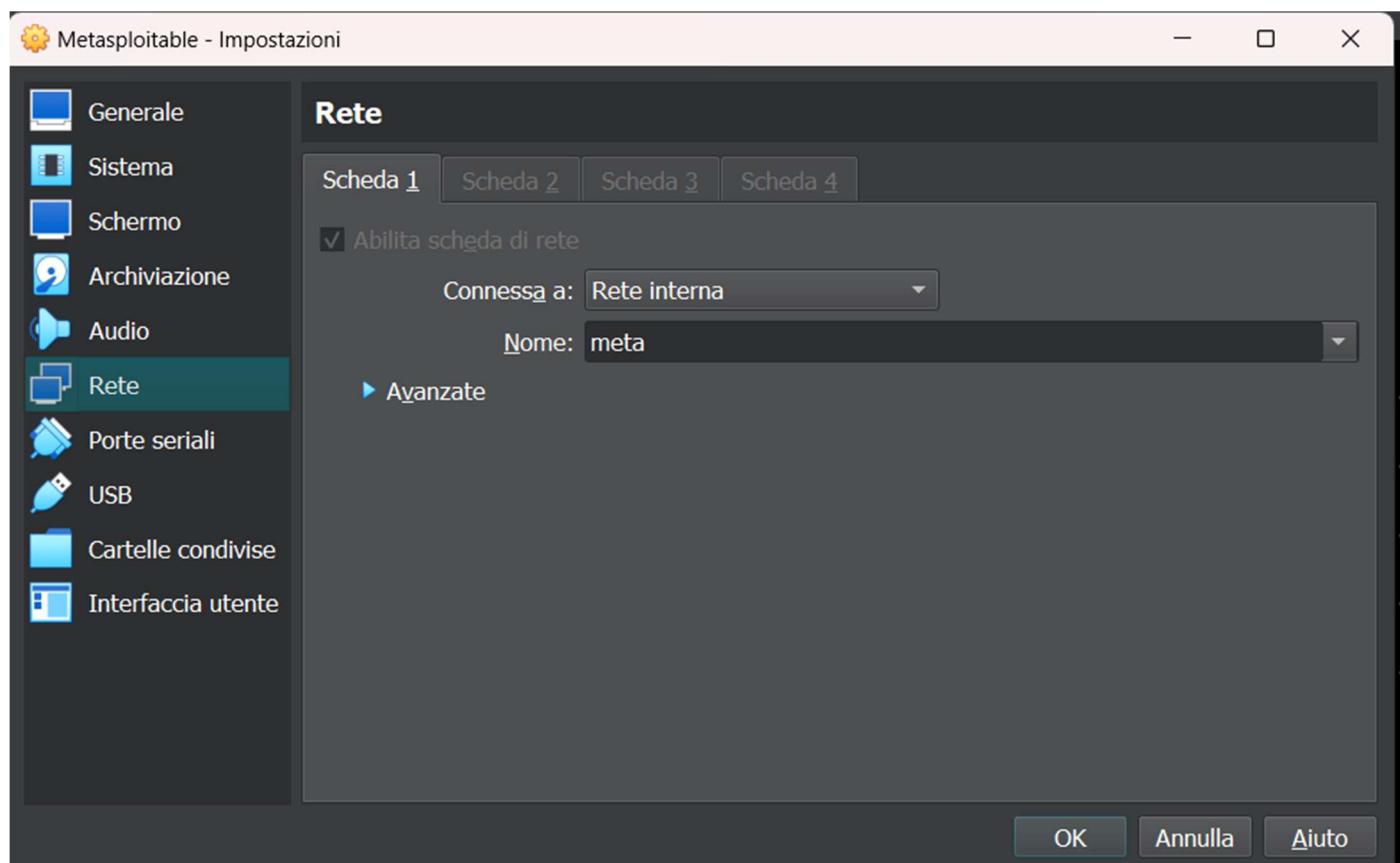 Metasploitable - Impostazioni
Generale
Sistema
Schermo
Archiviazione
Audio
Rete
Porte seriali
USB
Cartelle condivise
Interfaccia utente
Rete
Scheda 1 Scheda 2 Scheda 3 Scheda 4
Abilita scheda di rete
Connessa a: Rete interna
Nome: meta
Avanzate
OK Annulla Aiuto